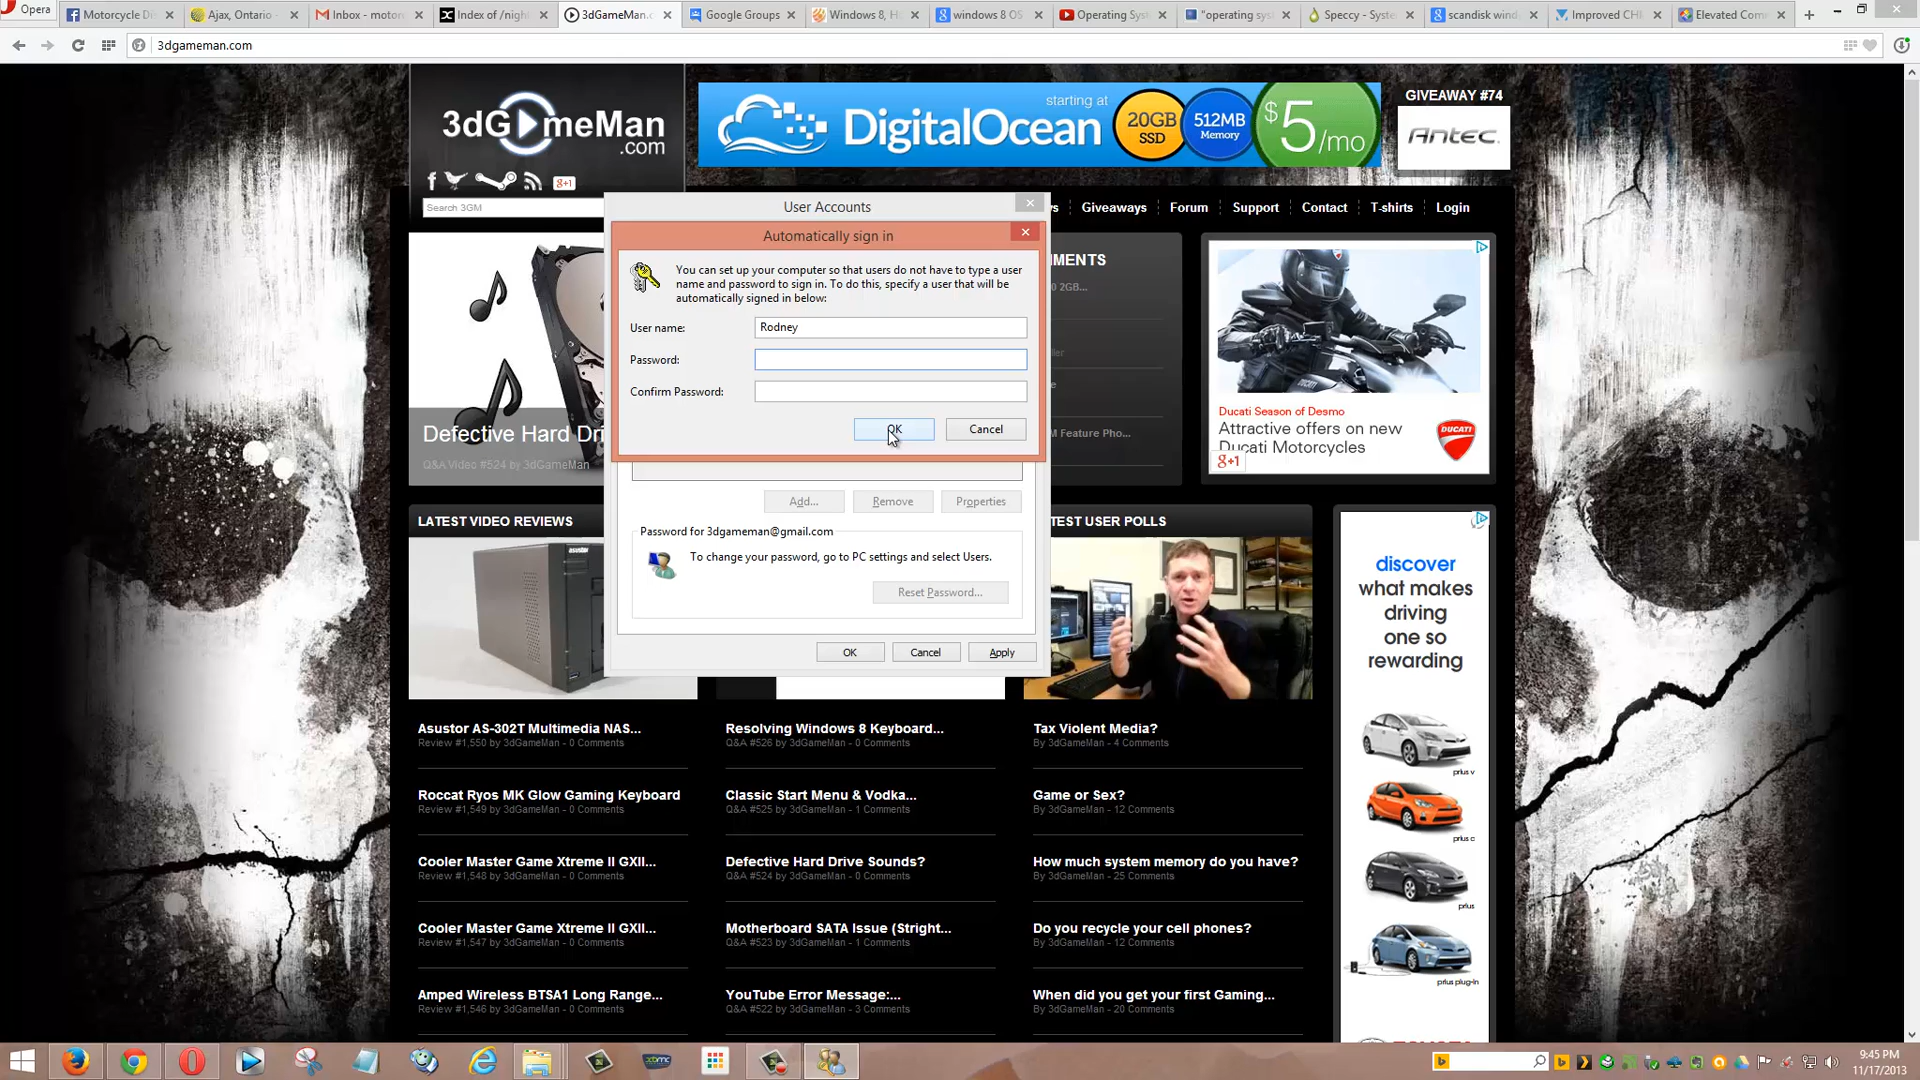 Opera
Motorcycle Di
Ajax, Ontario -
Inbox - motor
Index of /nigh
3dGameMan.c
Google Groups
Windows 8, H
windows 8 OS
Operating Sys
"operating sys
Speccy - Syste
scandisk wind
Improved CHK
Elevated Com
3dgameman.com
3dGameMan
.com
Search 3GM
DigitalOcean
starting at
20GB
SSD
512MB
Memory
$5/mo
GIVEAWAY #74
ANTEC.
Giveaways
Forum
Support
Contact
T-shirts
Login
User Accounts
Automatically sign in
You can set up your computer so that users do not have to type a user
name and password to sign in. To do this, specify a user that will be
automatically signed in below:
User name:
Rodney
Password:
Confirm Password:
OK
Cancel
Add...
Remove
Properties
Password for 3dgameman@gmail.com
To change your password, go to PC settings and select Users.
Reset Password...
OK
Cancel
Apply
Defective Hard Dri
Q&A Video #524 by 3dGameMan
MENTS
0 2GB...
M Feature Pho...
Ducati Season of Desmo
Attractive offers on new
Ducati Motorcycles
DUCATI
g+1
LATEST VIDEO REVIEWS
TEST USER POLLS
asustor
Asustor AS-302T Multimedia NAS...
Review #1,550 by 3dGameMan - 0 Comments
Roccat Ryos MK Glow Gaming Keyboard
Review #1,549 by 3dGameMan - 0 Comments
Cooler Master Game Xtreme II GXII...
Review #1,548 by 3dGameMan - 0 Comments
Cooler Master Game Xtreme II GXII...
Review #1,547 by 3dGameMan - 0 Comments
Amped Wireless BTSA1 Long Range...
Review #1,546 by 3dGameMan - 0 Comments
Resolving Windows 8 Keyboard...
Q&A #526 by 3dGameMan - 0 Comments
Classic Start Menu & Vodka...
Q&A #525 by 3dGameMan - 1 Comments
Defective Hard Drive Sounds?
Q&A #524 by 3dGameMan - 0 Comments
Motherboard SATA Issue (Stright...
Q&A #523 by 3dGameMan - 1 Comments
YouTube Error Message:...
Q&A #522 by 3dGameMan - 3 Comments
Tax Violent Media?
By 3dGameMan - 4 Comments
Game or Sex?
By 3dGameMan - 12 Comments
How much system memory do you have?
By 3dGameMan - 25 Comments
Do you recycle your cell phones?
By 3dGameMan - 12 Comments
When did you get your first Gaming...
By 3dGameMan - 20 Comments
discover
what makes
driving
one so
rewarding
prius v
prius c
prius
prius plug-in
9:45 PM
11/17/2013